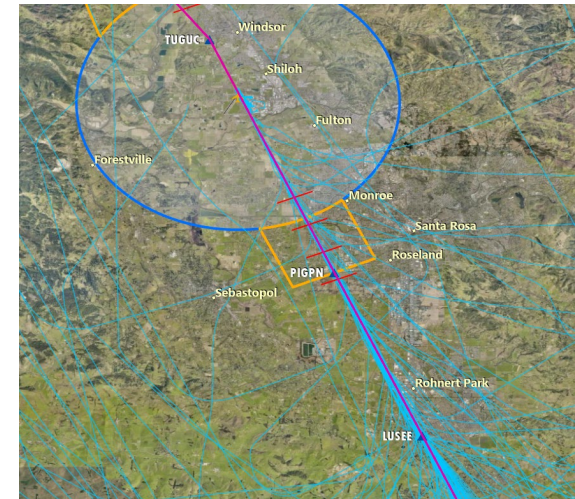 Windsor
TUGUC
Shiloh
Fulton
Forestville
Monroe
Santa Rosa
Roseland
PIGPN
Sebastopol
Rohnert Park
LUSEE